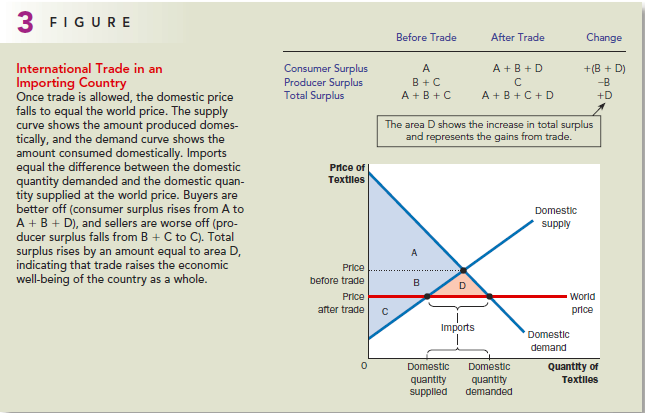 3 FIGURE
International Trade in an
Importing Country
Once trade is allowed, the domestic price
falls to equal the world price. The supply
curve shows the amount produced domes-
tically, and the demand curve shows the
amount consumed domestically. Imports
equal the difference between the domestic
quantity demanded and the domestic quan-
tity supplied at the world price. Buyers are
better off (consumer surplus rises from A to
A + B + D), and sellers are worse off (pro-
ducer surplus falls from B + C to C). Total
surplus rises by an amount equal to area D,
indicating that trade raises the economic
well-being of the country as a whole.
Before Trade After Trade Change
Consumer Surplus A A + B + D +(B + D)
Producer Surplus B + C C –B
Total Surplus A + B + C A + B + C + D +D
The area D shows the increase in total surplus
and represents the gains from trade.
Price of
Textiles
Domestic
supply
A
Price
before trade
B
D
Price
after trade
C
World
price
Imports
Domestic
demand
0
Domestic
quantity
supplied
Domestic
quantity
demanded
Quantity of
Textiles